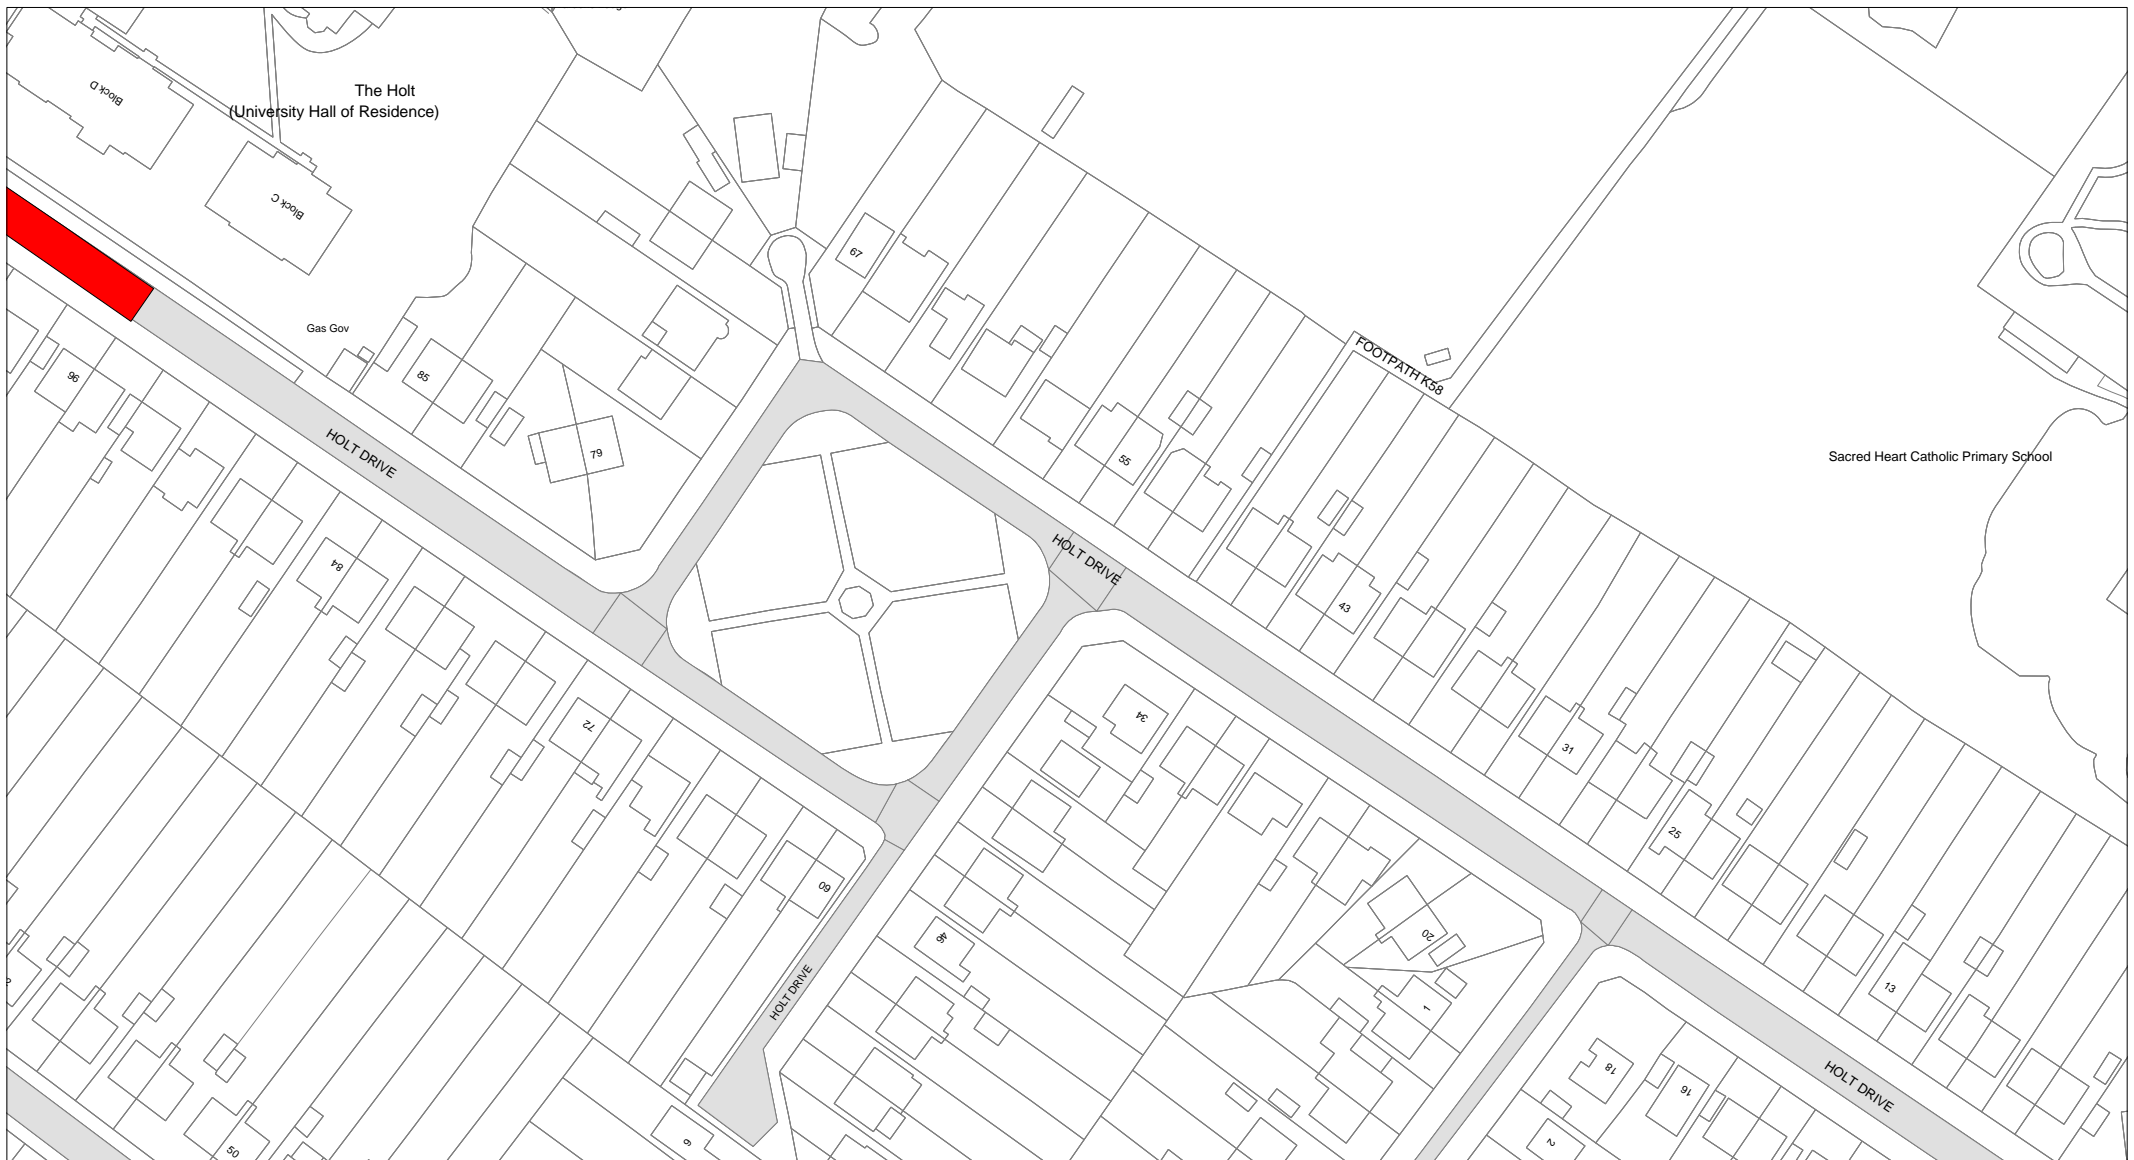 The Holt
(University Hall of Residence)
Block D
Block C
67
Gas Gov
FOOTPATH K58
85
96
HOLT DRIVE
79
55
Sacred Heart Catholic Primary School
HOLT DRIVE
84
43
34
72
31
25
60
20
46
HOLT DRIVE
13
1
18
16
HOLT DRIVE
50
6
2